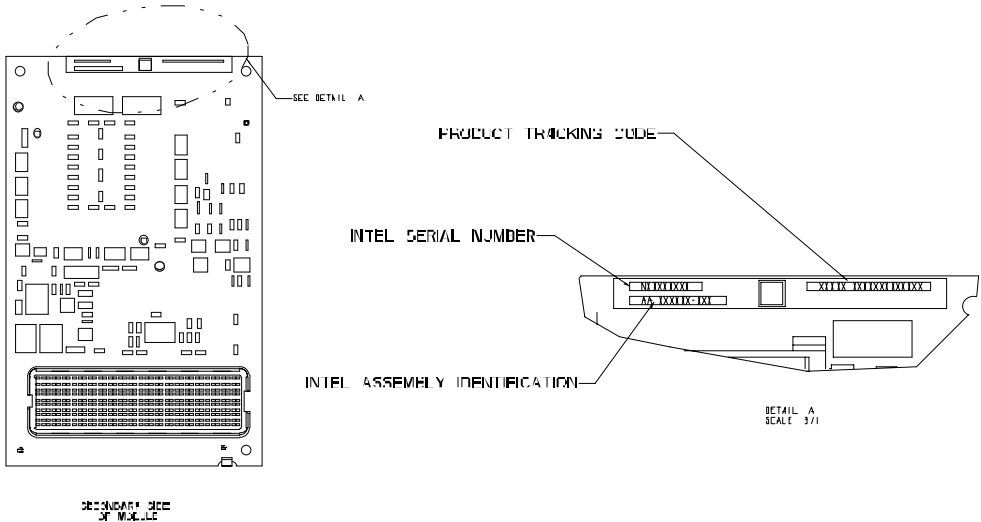 SEE DETAIL A
PRODUCT TRACKING CODE
INTEL SERIAL NUMBER
INTEL ASSEMBLY IDENTIFICATION
DETAIL A
SCALE 3/1
SECONDARY SIDE
OF MODULE